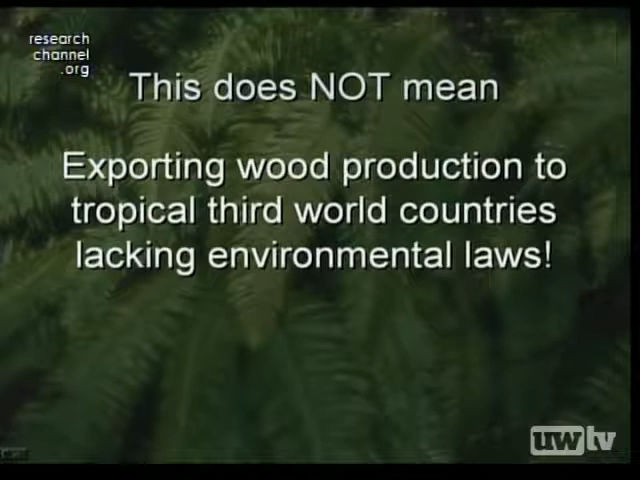 research
channel
.org
This does NOT mean
Exporting wood production to
tropical third world countries
lacking environmental laws!
uwtv